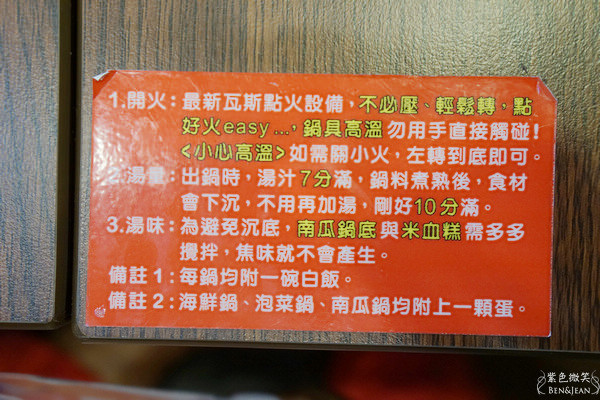 1.開火：最新瓦斯點火設備，不必壓、輕鬆轉，點
好火easy...，鍋具高溫 勿用手直接觸碰！
<小心高溫>如需關小火，左轉到底即可。
2.湯量：出鍋時，湯汁7分滿，鍋料煮熟後，食材
會下沉，不用再加湯，剛好10分滿。
3.湯味：為避免沉底，南瓜鍋底與米血糕需多多
攪拌，焦味就不會產生。
備註1：每鍋均附一碗白飯。
備註2：海鮮鍋、泡菜鍋、南瓜鍋均附上一顆蛋。
紫色微笑
BEN&JEAN